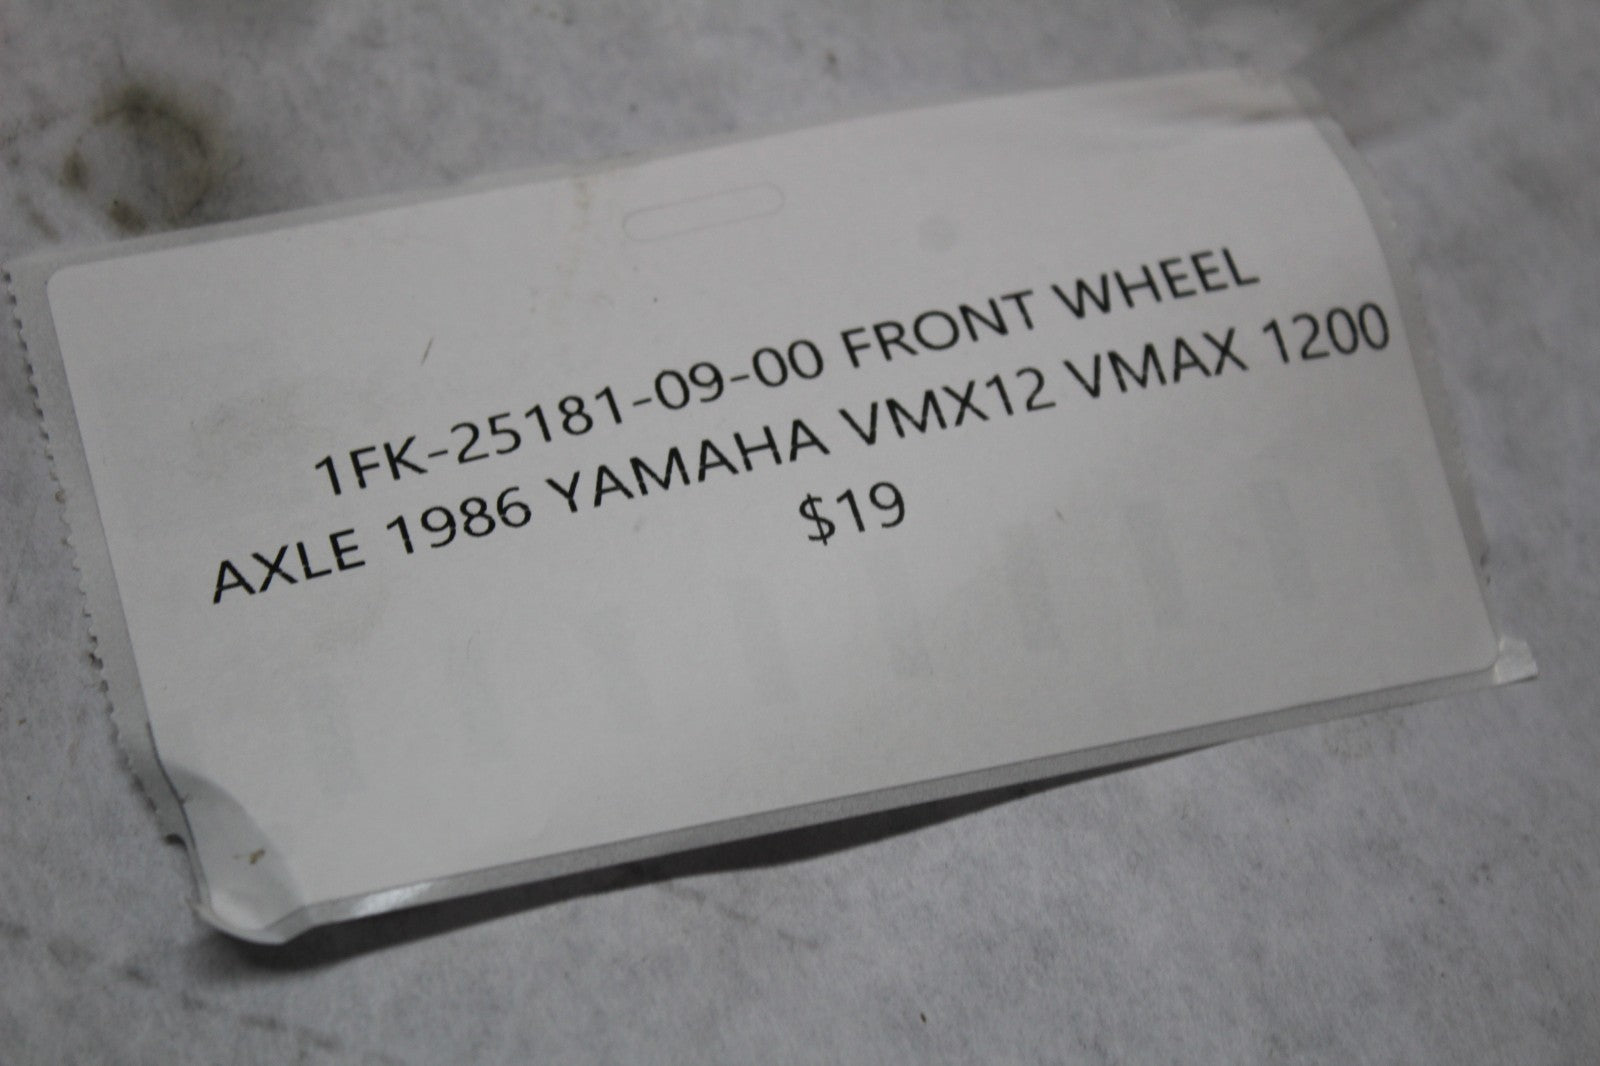 1FK-25181-09-00 FRONT WHEEL
AXLE 1986 YAMAHA VMX12 VMAX 1200
$19